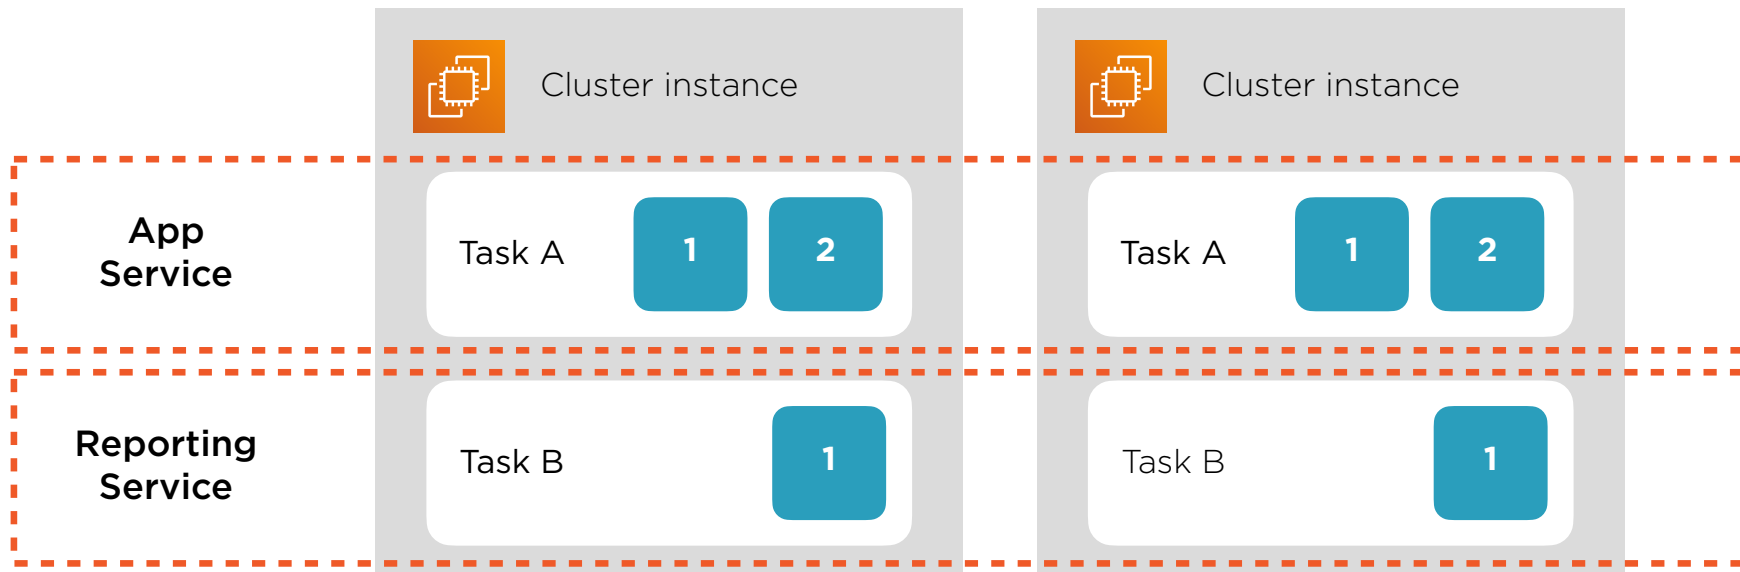 Cluster instance
Cluster instance
App
Service
Task A
1
2
Task A
1
2
Reporting
Service
Task B
1
Task B
1